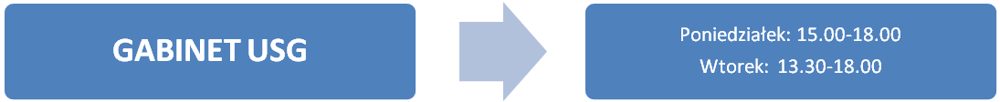 GABINET USG
Poniedziałek: 15.00-18.00
Wtorek: 13.30-18.00